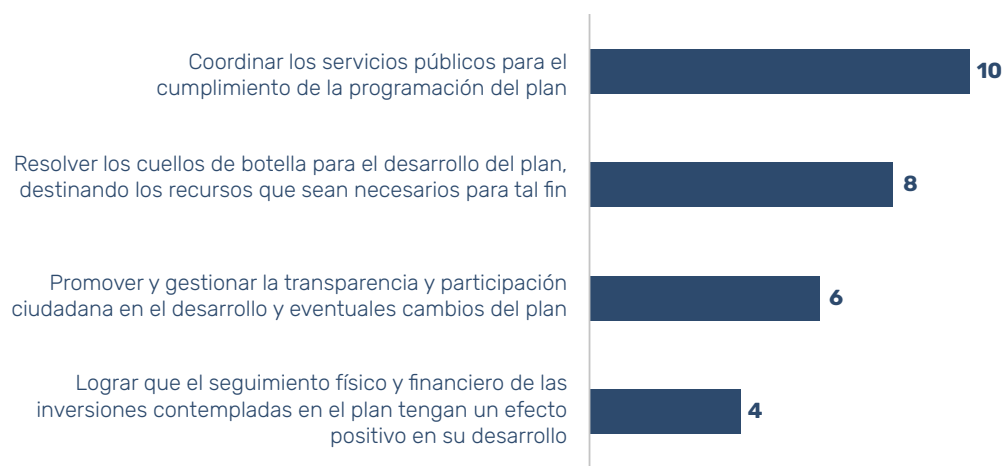 Coordinar los servicios públicos para el
cumplimiento de la programación del plan
10
Resolver los cuellos de botella para el desarrollo del plan,
destinando los recursos que sean necesarios para tal fin
8
Promover y gestionar la transparencia y participación
ciudadana en el desarrollo y eventuales cambios del plan
6
Lograr que el seguimiento físico y financiero de las
inversiones contempladas en el plan tengan un efecto
positivo en su desarrollo
4